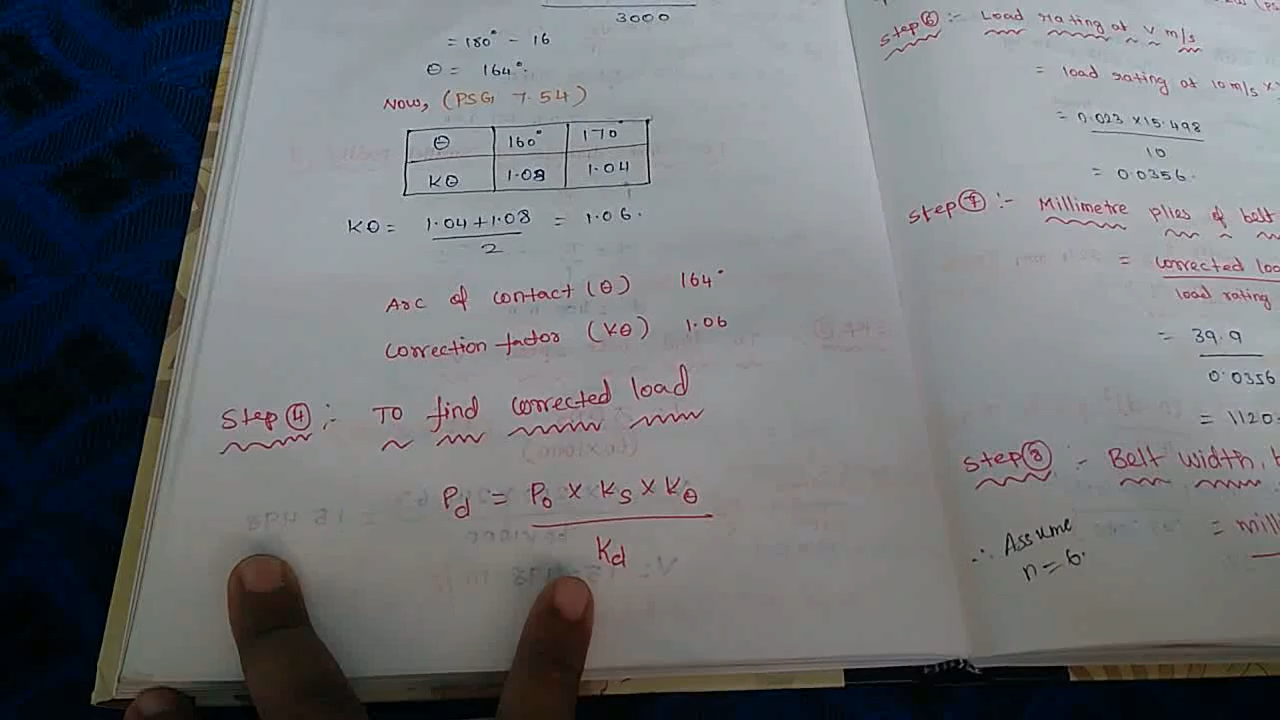 3000
= 180° - 16
θ = 164°.
Now, (PSG 7.54)
θ 160° 170°
Kθ 1.08 1.04
Kθ = 1.04 + 1.08 / 2 = 1.06.
Arc of contact (θ) 164°
correction factor (Kθ) 1.06
Step ④ :- To find corrected load
Pd = P0 × Ks × Kθ
Kd
Step ⑥ :- Load rating at V m/s
= load rating at 10 m/s ×
= 0.023 × 15.498
10
= 0.0356.
Step ⑦ :- Millimetre plies of belt
= corrected
load rating
= 39.9
0.0356
= 1120.
Step ⑧ :- Belt width,
∴ Assume
n = 6.